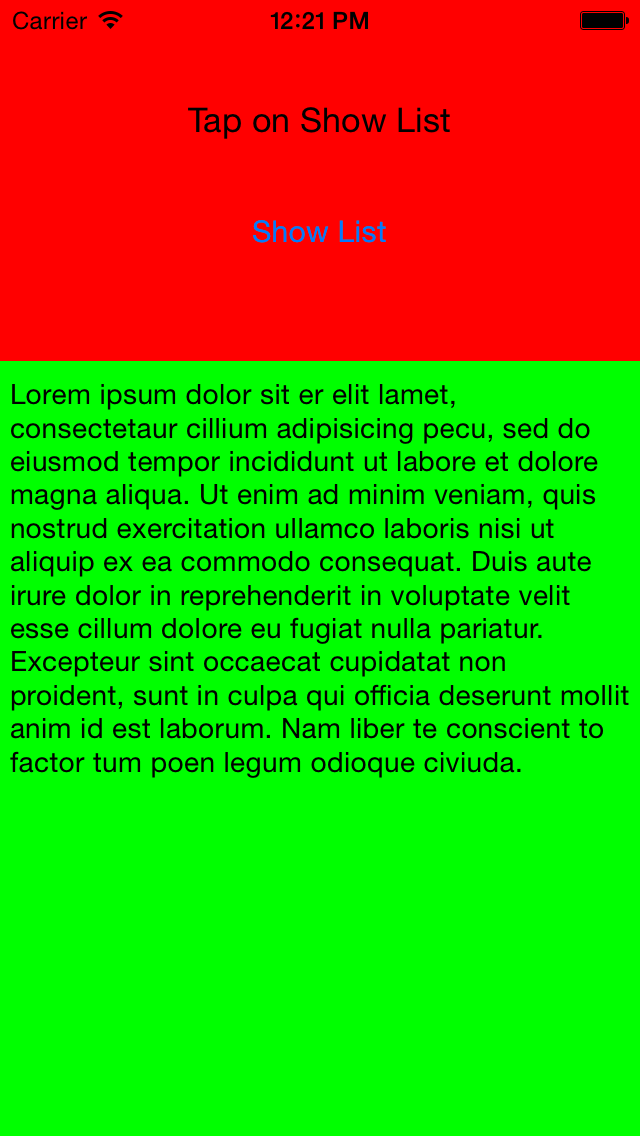 Carrier 12:21 PM
Tap on Show List
Show List
Lorem ipsum dolor sit er elit lamet,
consectetaur cillium adipisicing pecu, sed do
eiusmod tempor incididunt ut labore et dolore
magna aliqua. Ut enim ad minim veniam, quis
nostrud exercitation ullamco laboris nisi ut
aliquip ex ea commodo consequat. Duis aute
irure dolor in reprehenderit in voluptate velit
esse cillum dolore eu fugiat nulla pariatur.
Excepteur sint occaecat cupidatat non
proident, sunt in culpa qui officia deserunt mollit
anim id est laborum. Nam liber te conscient to
factor tum poen legum odioque civiuda.